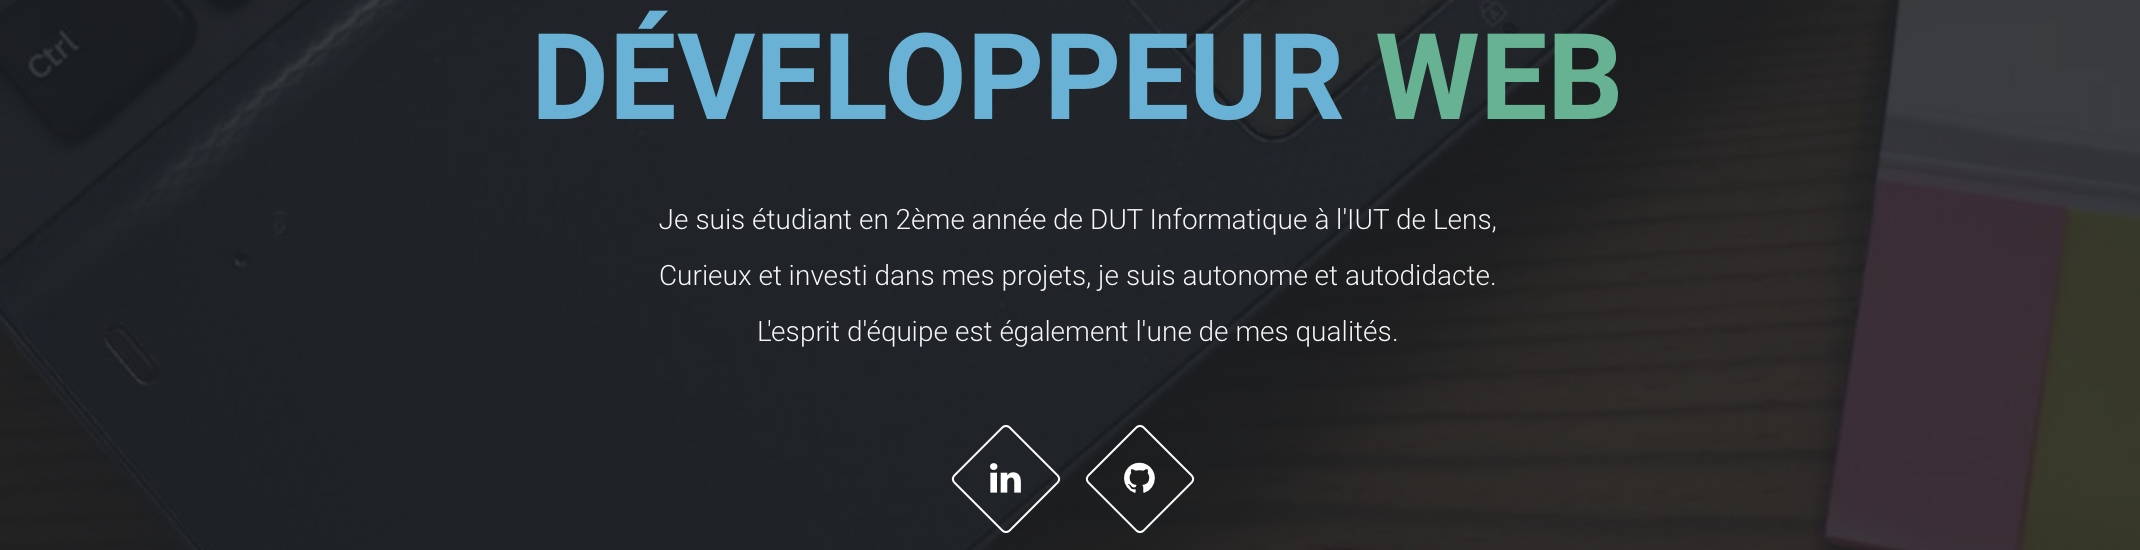 Ctrl
DÉVELOPPEUR WEB
Je suis étudiant en 2ème année de DUT Informatique à l'IUT de Lens,
Curieux et investi dans mes projets, je suis autonome et autodidacte.
L'esprit d'équipe est également l'une de mes qualités.
in